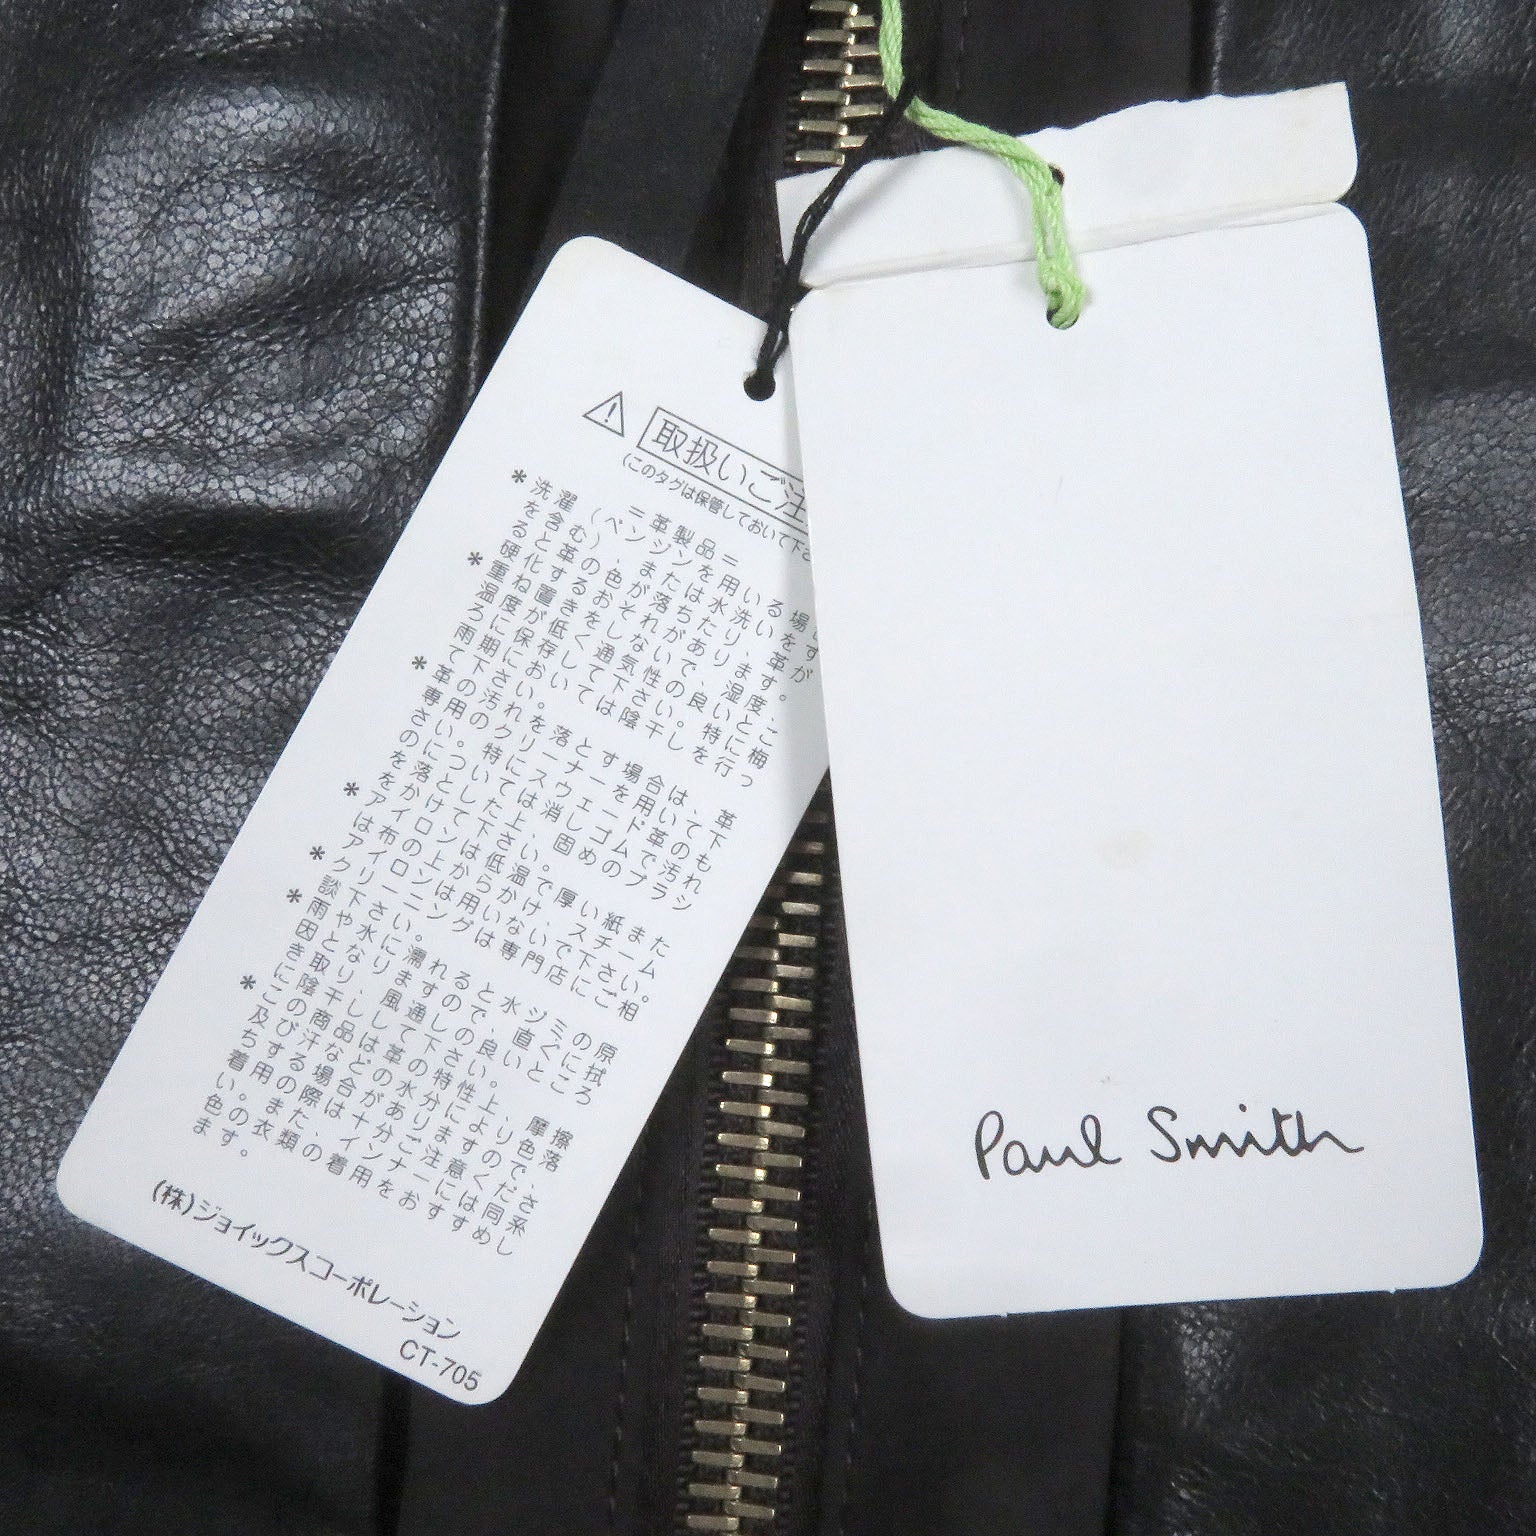 取扱いご注
(このタグは保管しておいて下さ
=革製品=
*洗濯(ベンジンを用いる場
を含む)、または水洗いをす
ると革の色が落ちたり、革が
硬化するおそれがあります。
*重ね置きをしないで、湿度、
温度が低く通気性の良いとこ
ろに保存して下さい。特に梅
雨期においては陰干しを行っ
て下さい。
*革の汚れを落とす場合は、革
専用のクリーナーを用いて下
さい。特にスウェード革のも
のについては消しゴムで汚れ
を落とした上、固めのブラシ
をかけて下さい。
*アイロンは低温で厚い紙また
は布の上からかけ、スチーム
アイロンは用いないで下さい。
*クリーニングは専門店にご相
談下さい。
*雨や水に濡れると水ジミの原
因となりますので、直ぐに拭
き取り、風通しの良いところ
に陰干しして下さい。
*この商品は革の特性上、摩擦
及び汗などの水分により色落
ちする場合がありますので、
着用の際は十分ご注意くださ
い。また、インナーには同系
色の衣類の着用をおすすめし
ます。
(株)ジョイックスコーポレーション
CT-705
Paul Smith